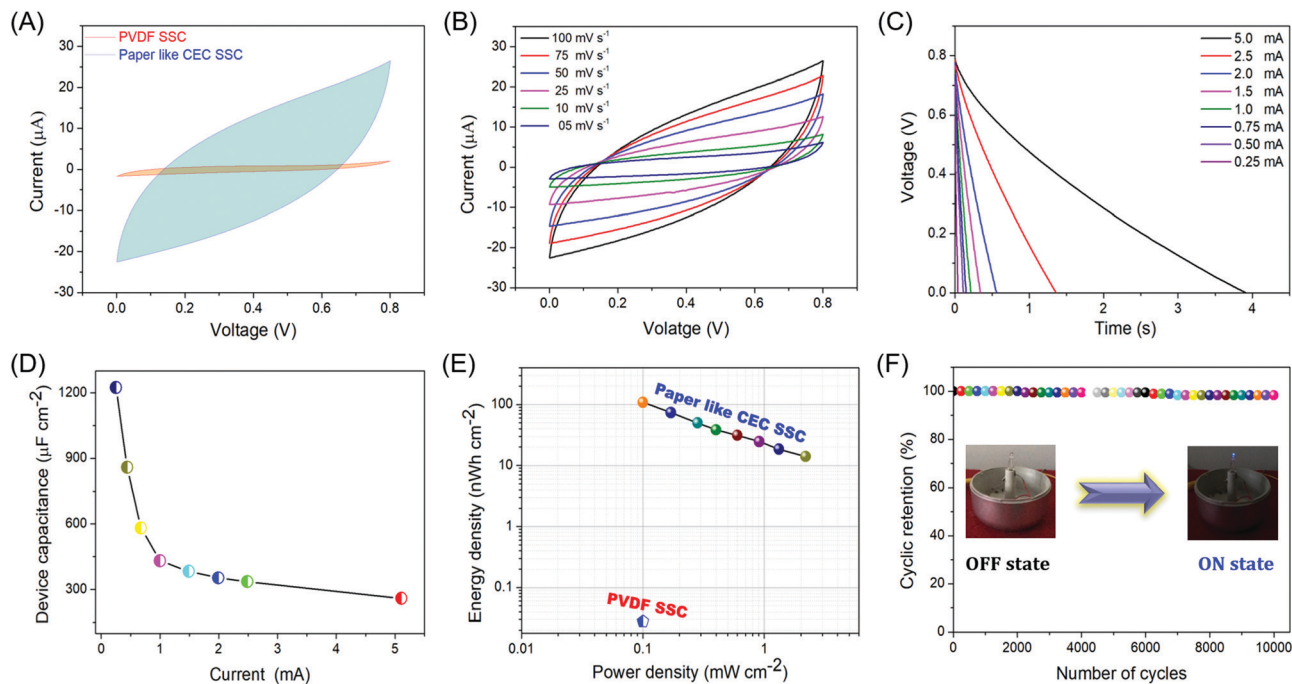 (A)
PVDF SSC
Paper like CEC SSC
30
20
10
0
-10
-20
-30
Current (μA)
0.0 0.2 0.4 0.6 0.8
Voltage (V)
(B)
100 mV s⁻¹
75 mV s⁻¹
50 mV s⁻¹
25 mV s⁻¹
10 mV s⁻¹
05 mV s⁻¹
30
20
10
0
-10
-20
-30
Current (μA)
0.0 0.2 0.4 0.6 0.8
Volatge (V)
(C)
5.0 mA
2.5 mA
2.0 mA
1.5 mA
1.0 mA
0.75 mA
0.50 mA
0.25 mA
0.8
0.6
0.4
0.2
0.0
Voltage (V)
0 1 2 3 4
Time (s)
(D)
1200
900
600
300
Device capacitance (μF cm⁻²)
0 1 2 3 4 5
Current (mA)
(E)
Paper like CEC SSC
PVDF SSC
100
10
1
0.1
0.01
Energy density (nWh cm⁻²)
0.01 0.1 1
Power density (mW cm⁻²)
(F)
120
100
80
60
40
20
0
Cyclic retention (%)
OFF state
ON state
0 2000 4000 6000 8000 10000
Number of cycles